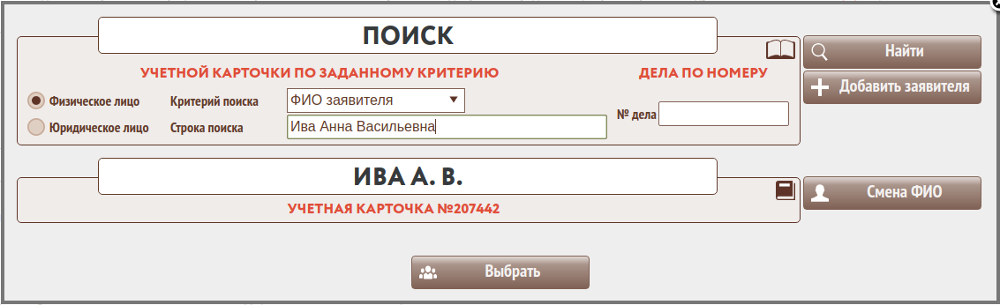 ПОИСК
УЧЕТНОЙ КАРТОЧКИ ПО ЗАДАННОМУ КРИТЕРИЮ
ДЕЛА ПО НОМЕРУ
Найти
Добавить заявителя
Физическое лицо
Критерий поиска
ФИО заявителя
Юридическое лицо
Строка поиска
Ива Анна Васильевна
№ дела
ИВА А. В.
УЧЕТНАЯ КАРТОЧКА №207442
Смена ФИО
Выбрать